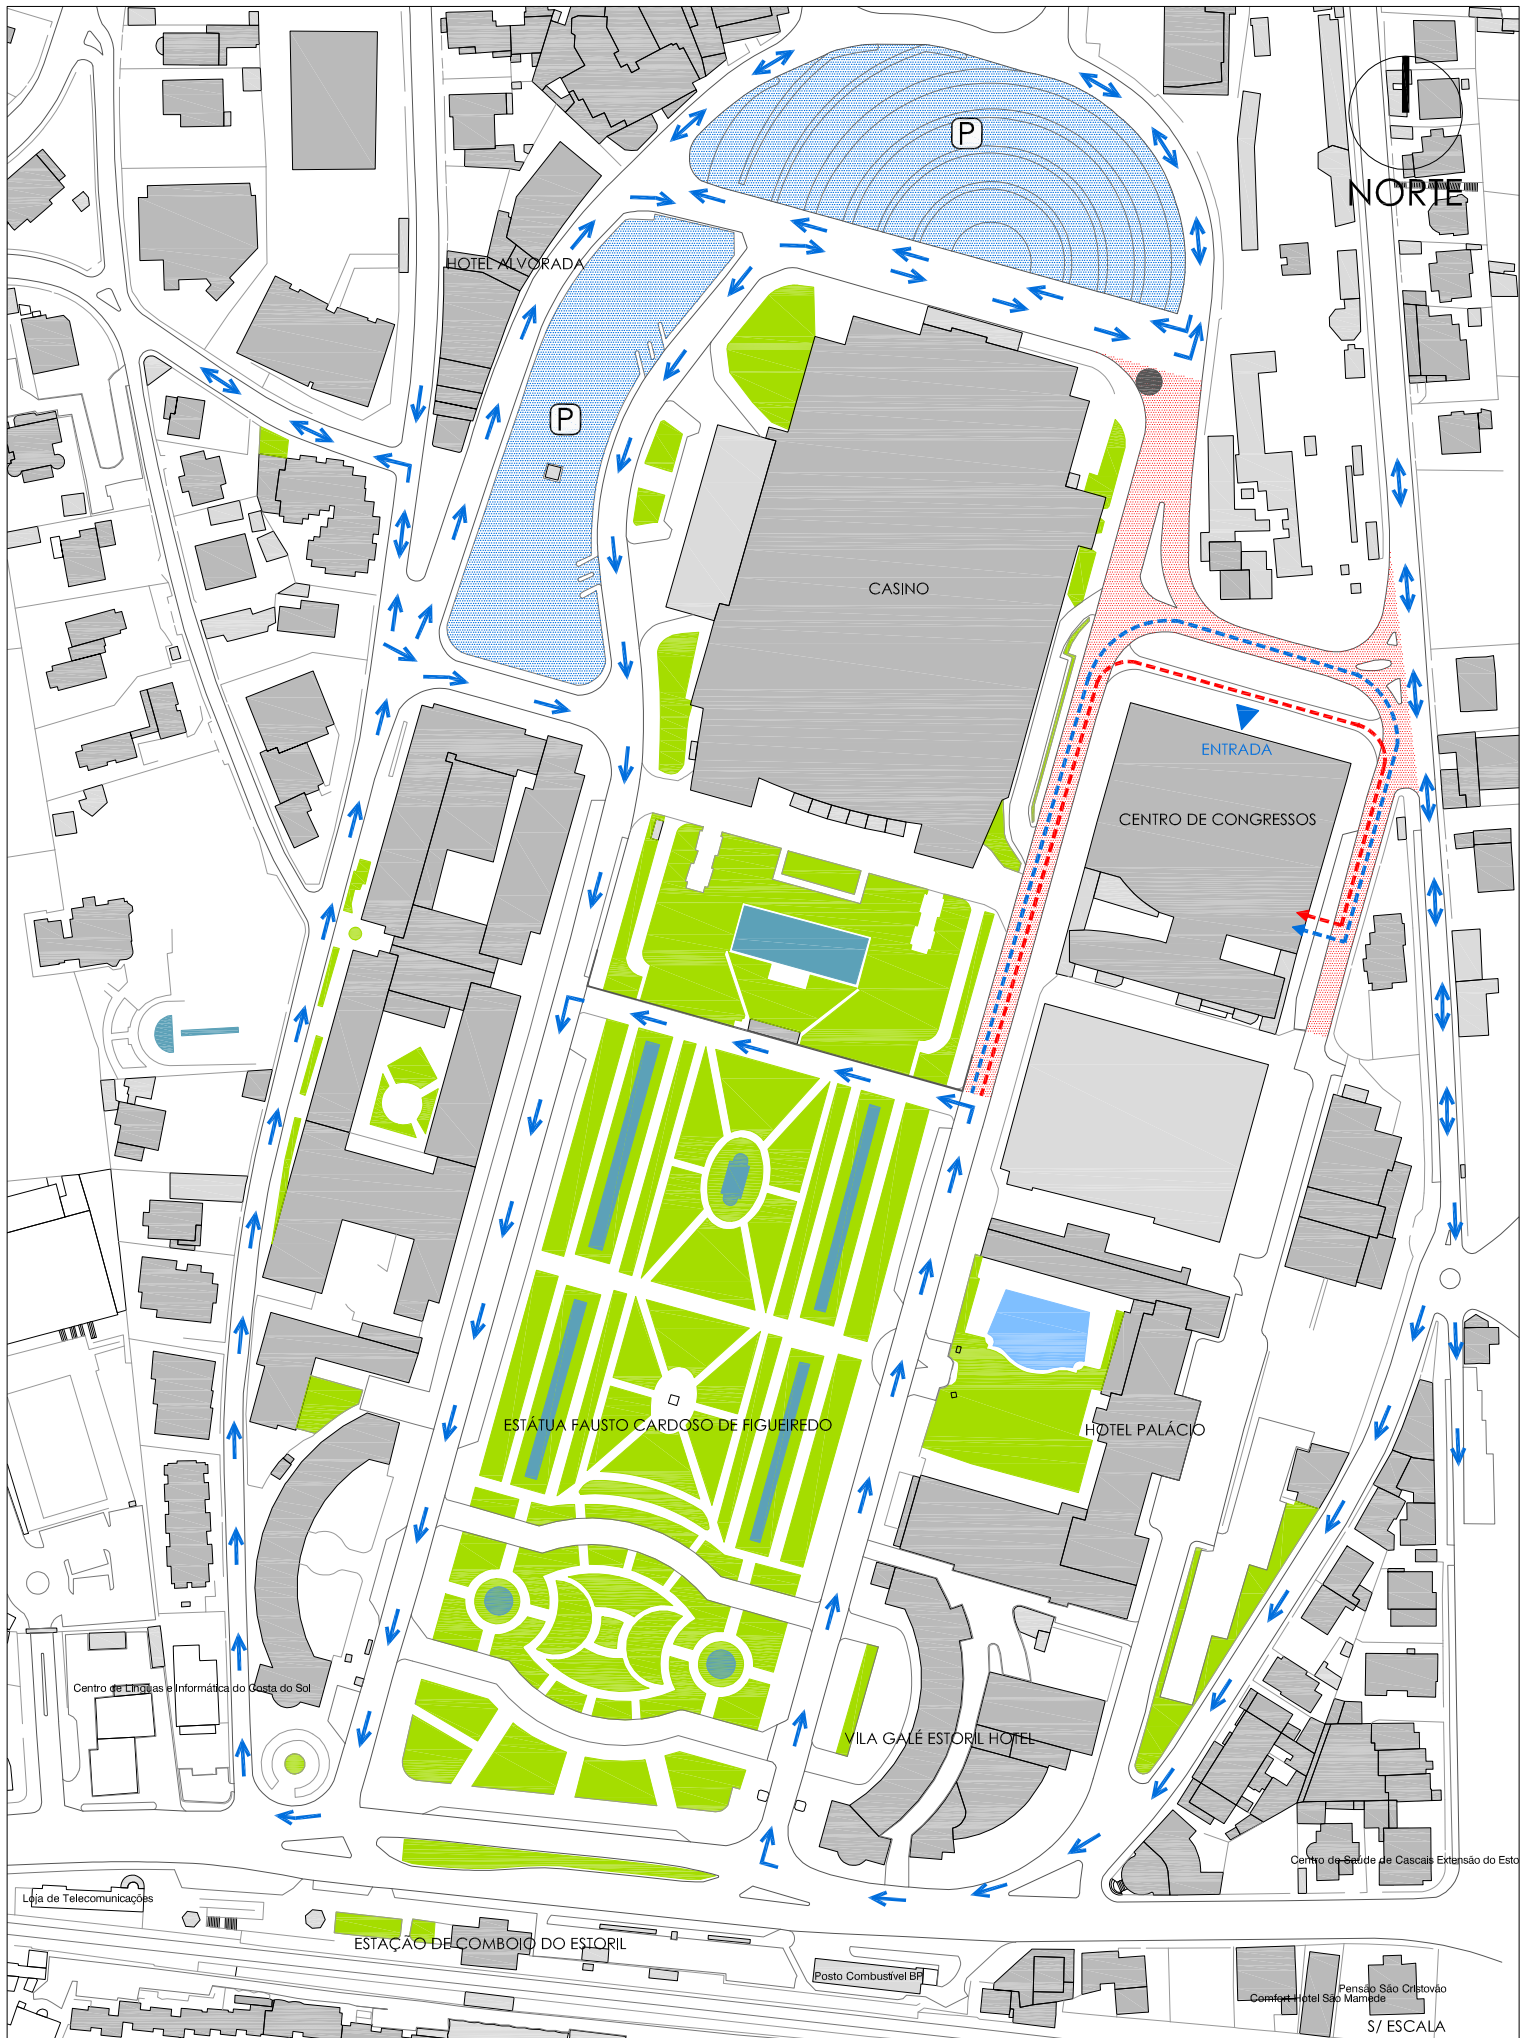 P
NORTE
HOTEL ALVORADA
P
CASINO
ENTRADA
CENTRO DE CONGRESSOS
ESTÁTUA FAUSTO CARDOSO DE FIGUEIREDO
HOTEL PALÁCIO
Centro de Línguas e Informática do Costa do Sol
VILA GALÉ ESTORIL HOTEL
Centro de Saúde de Cascais Extensão do Esto
Loja de Telecomunicações
ESTAÇÃO DE COMBOIO DO ESTORIL
Posto Combustível BP
Pensão São Cristovão
Comfort Hotel São Mamede
S/ ESCALA